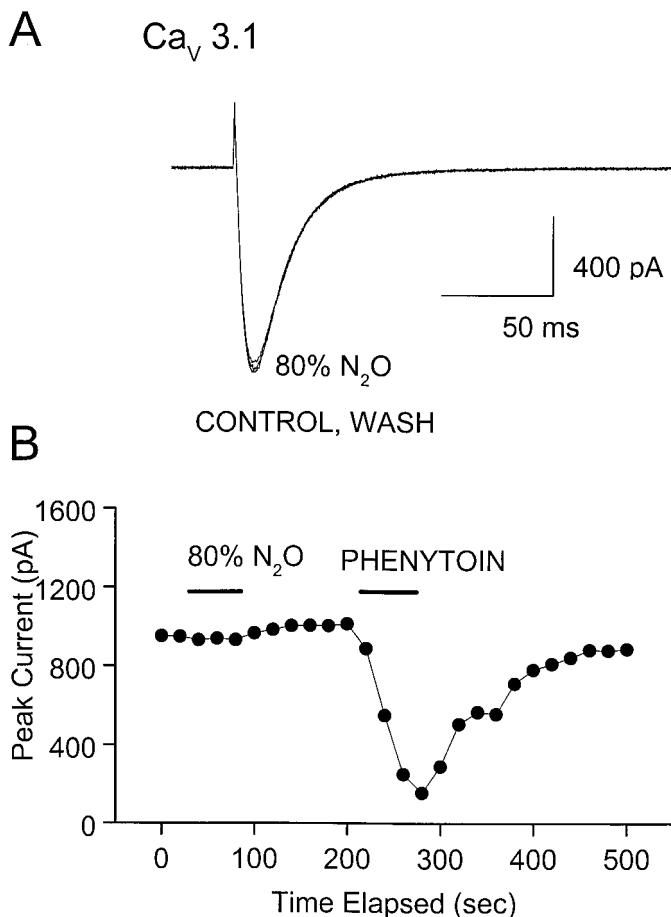 A
Ca_V 3.1
400 pA
50 ms
80% N₂O
CONTROL, WASH
B
1600
1200
800
400
0
Peak Current (pA)
80% N₂O
PHENYTOIN
0 100 200 300 400 500
Time Elapsed (sec)